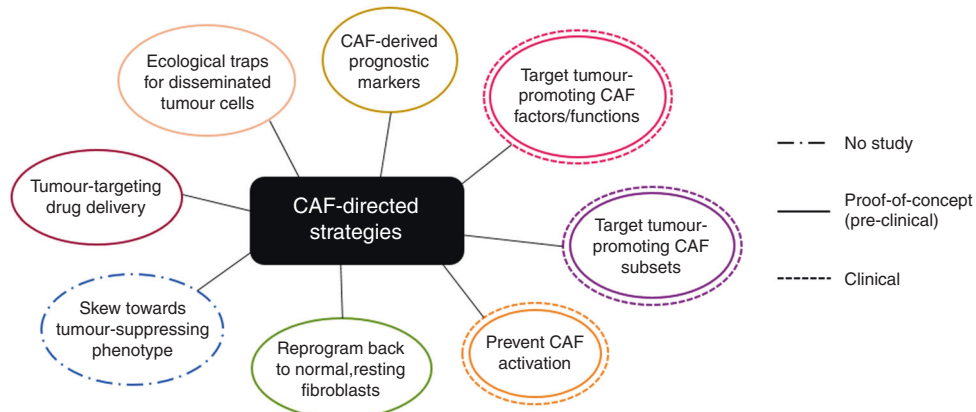 Ecological traps
for disseminated
tumour cells
CAF-derived
prognostic
markers
Target tumour-
promoting CAF
factors/functions
Tumour-targeting
drug delivery
CAF-directed
strategies
Target tumour-
promoting CAF
subsets
Skew towards
tumour-suppressing
phenotype
Reprogram back
to normal,resting
fibroblasts
Prevent CAF
activation
No study
Proof-of-concept
(pre-clinical)
Clinical